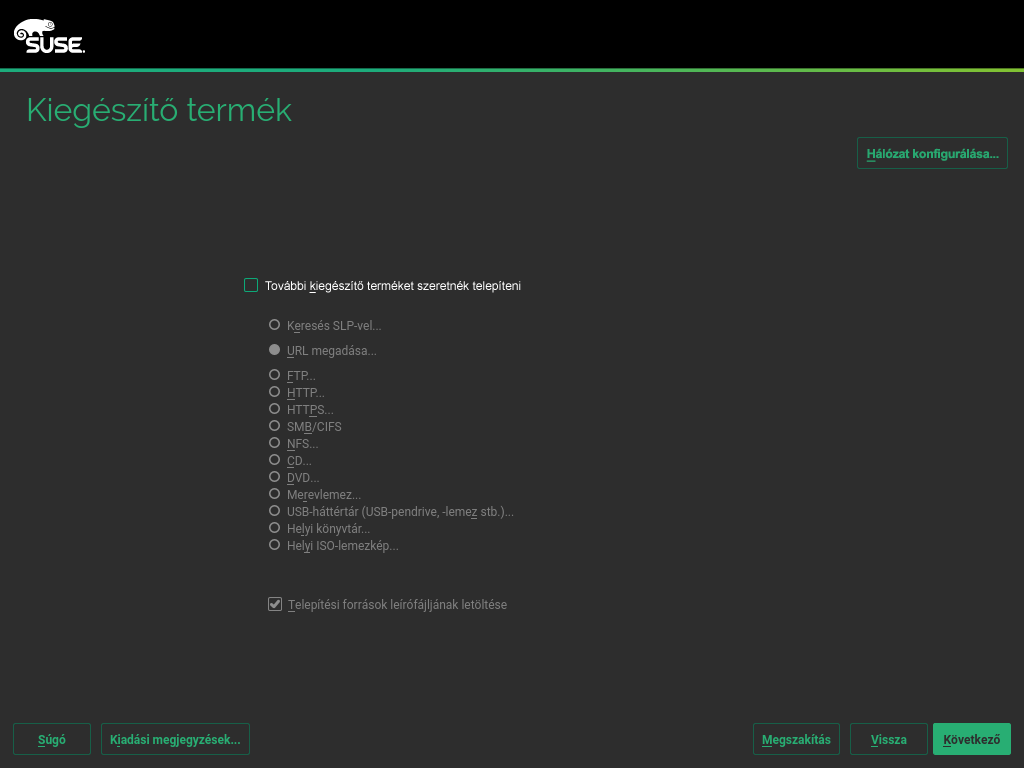 SUSE.
Kiegészítő termék
Hálózat konfigurálása...
További kiegészítő terméket szeretnék telepíteni
Keresés SLP-vel...
URL megadása...
FTP...
HTTP...
HTTPS...
SMB/CIFS
NFS...
CD...
DVD...
Merevlemez...
USB-háttértár (USB-pendrive, -lemez stb.)...
Helyi könyvtár...
Helyi ISO-lemezkép...
Telepítési források leírófájljának letöltése
Súgó Kiadási megjegyzések... Megszakítás Vissza Következő